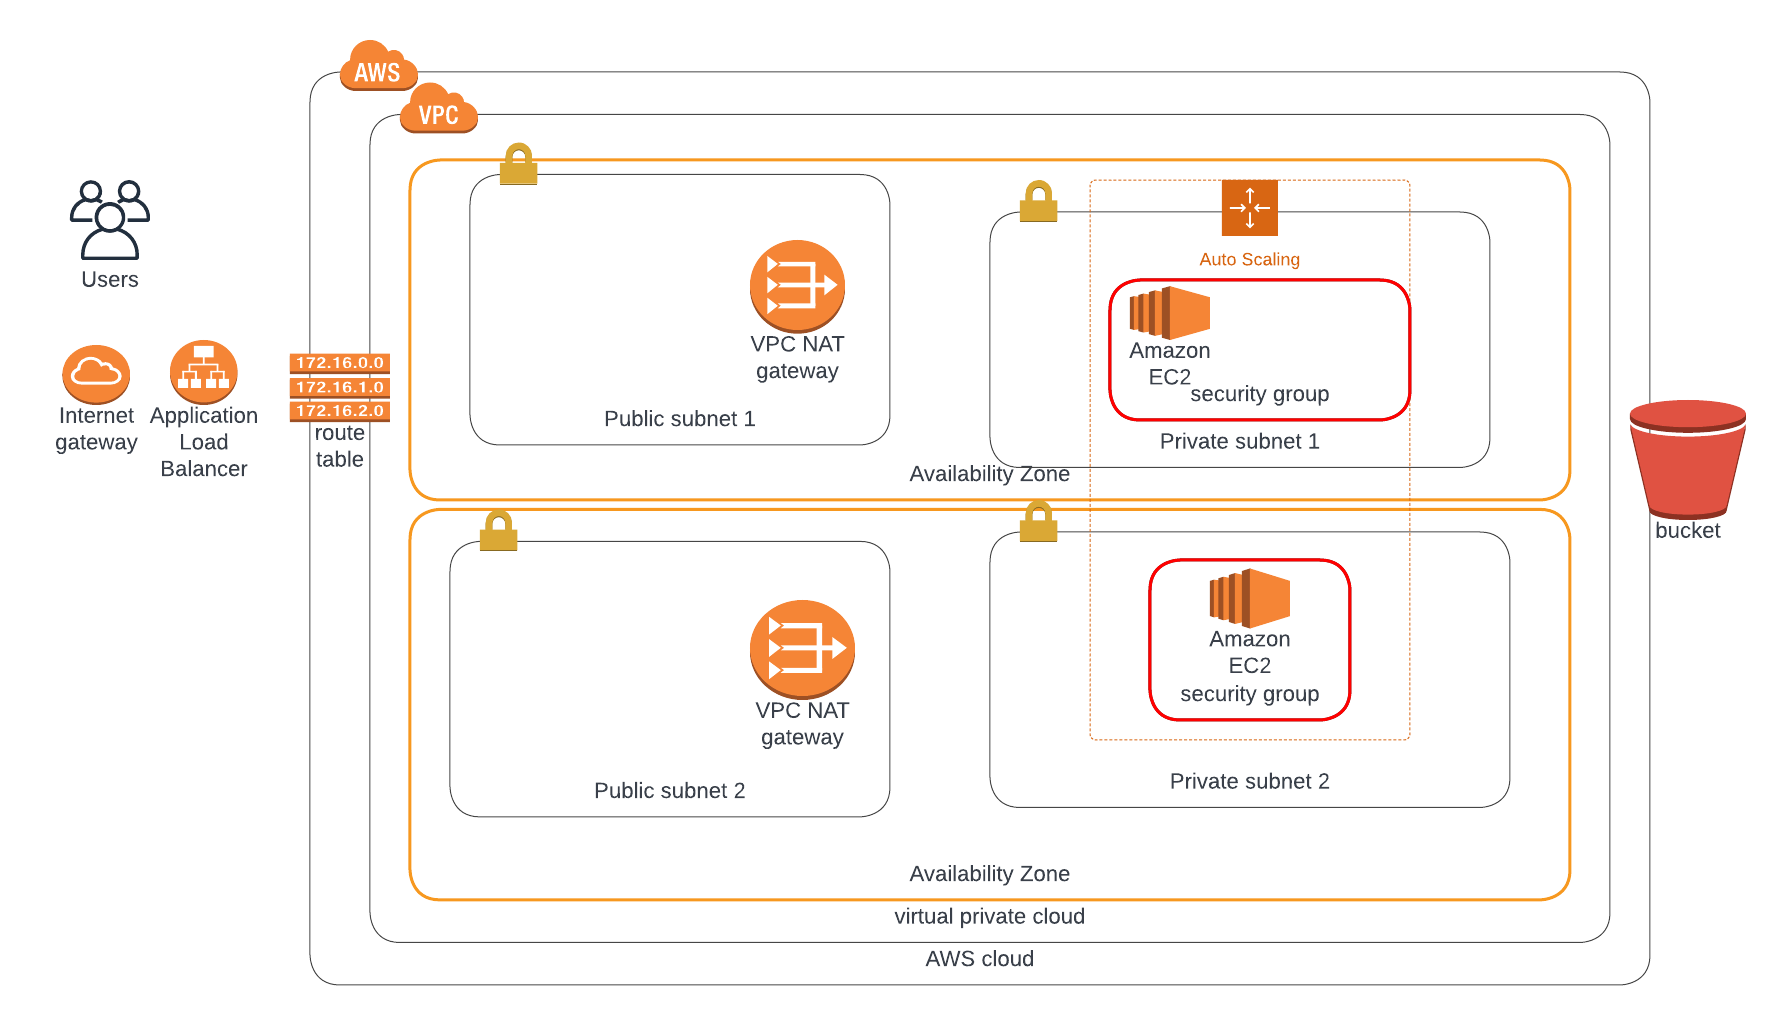 AWS
VPC
Users
Internet
gateway
Application
Load
Balancer
172.16.0.0
172.16.1.0
172.16.2.0
route
table
VPC NAT
gateway
Public subnet 1
Auto Scaling
Amazon
EC2
security group
Private subnet 1
Availability Zone
VPC NAT
gateway
Public subnet 2
Amazon
EC2
security group
Private subnet 2
Availability Zone
virtual private cloud
AWS cloud
bucket